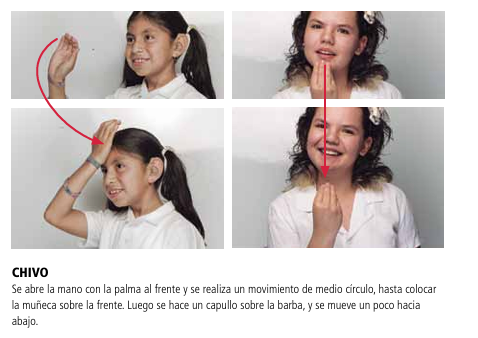 CHIVO
Se abre la mano con la palma al frente y se realiza un movimiento de medio círculo, hasta colocar
la muñeca sobre la frente. Luego se hace un capullo sobre la barba, y se mueve un poco hacia
abajo.